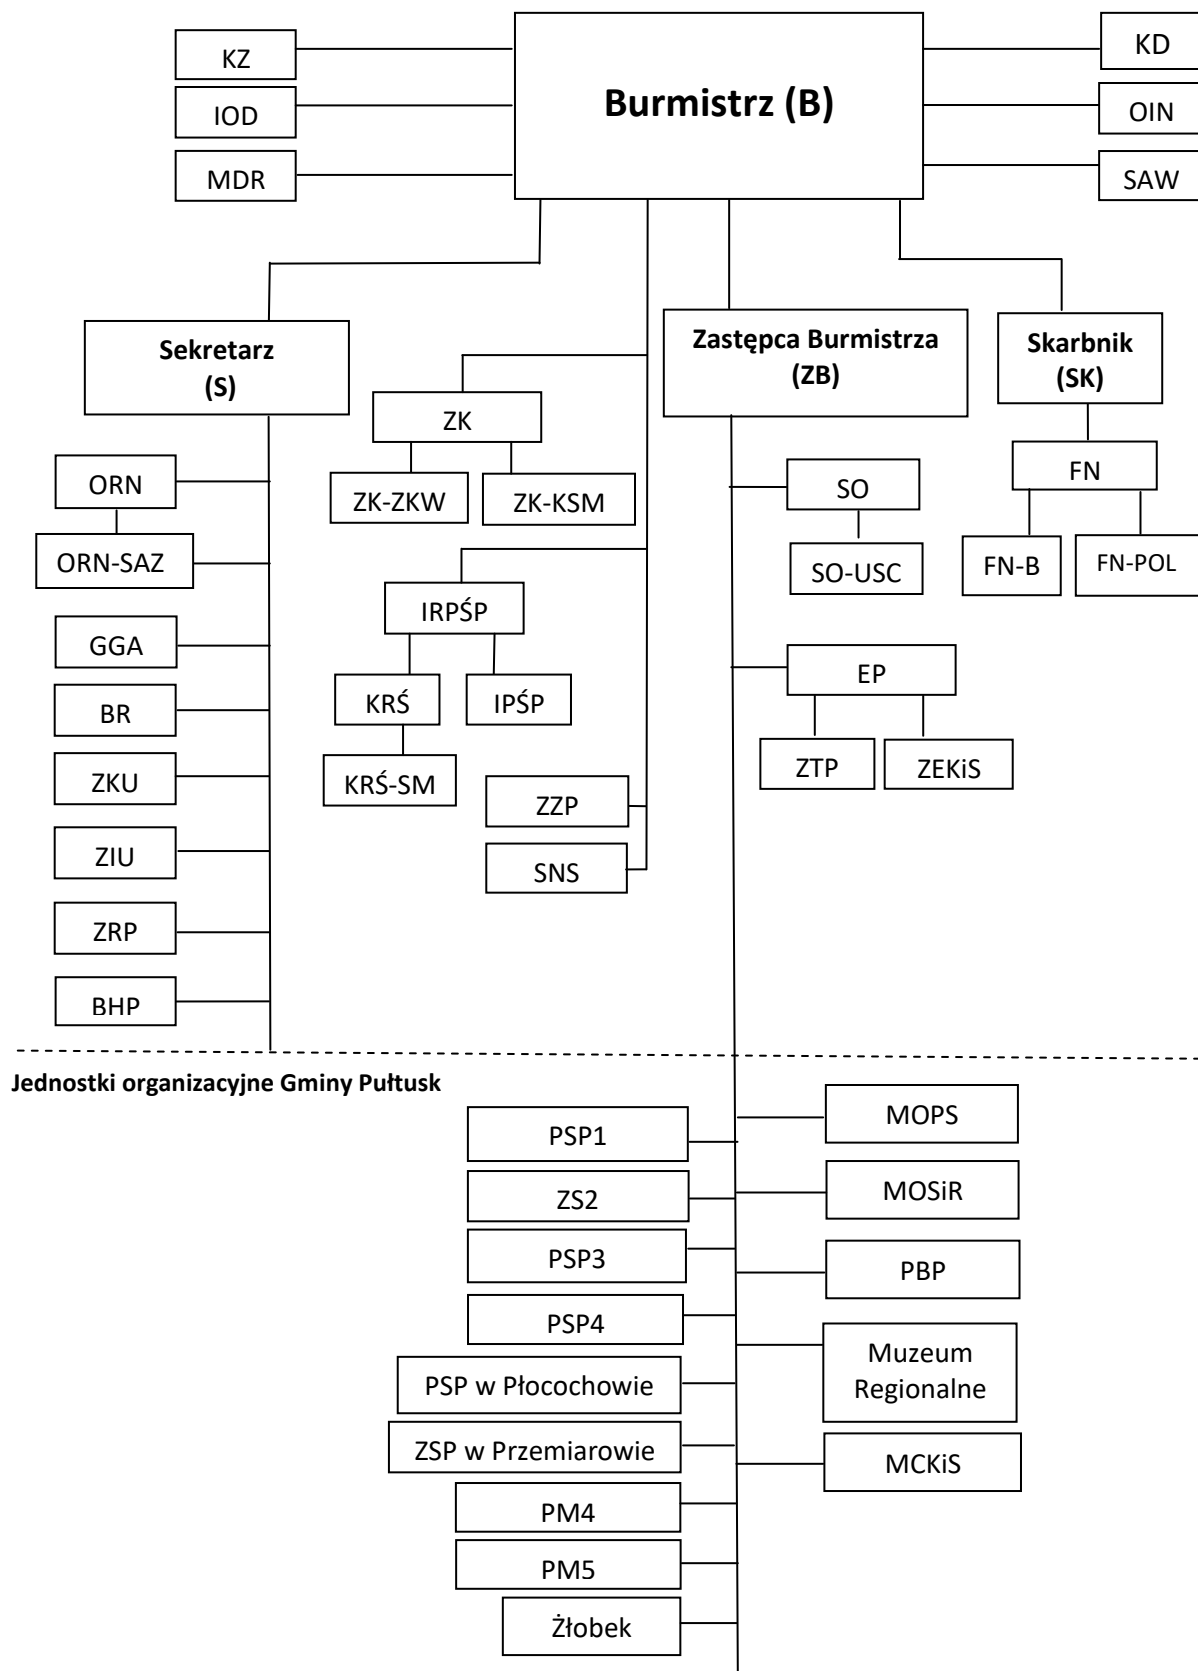 KZ
IOD
MDR
Burmistrz (B)
KD
OIN
SAW
Sekretarz
(S)
Zastępca Burmistrza
(ZB)
Skarbnik
(SK)
ORN
ORN-SAZ
GGA
BR
ZKU
ZIU
ZRP
BHP
ZK
ZK-ZKW
ZK-KSM
IRPŚP
KRŚ
IPŚP
KRŚ-SM
ZZP
SNS
SO
SO-USC
EP
ZTP
ZEKiS
FN
FN-B
FN-POL
Jednostki organizacyjne Gminy Pułtusk
PSP1
ZS2
PSP3
PSP4
PSP w Płocochowie
ZSP w Przemiarowie
PM4
PM5
Żłobek
MOPS
MOSiR
PBP
Muzeum
Regionalne
MCKiS